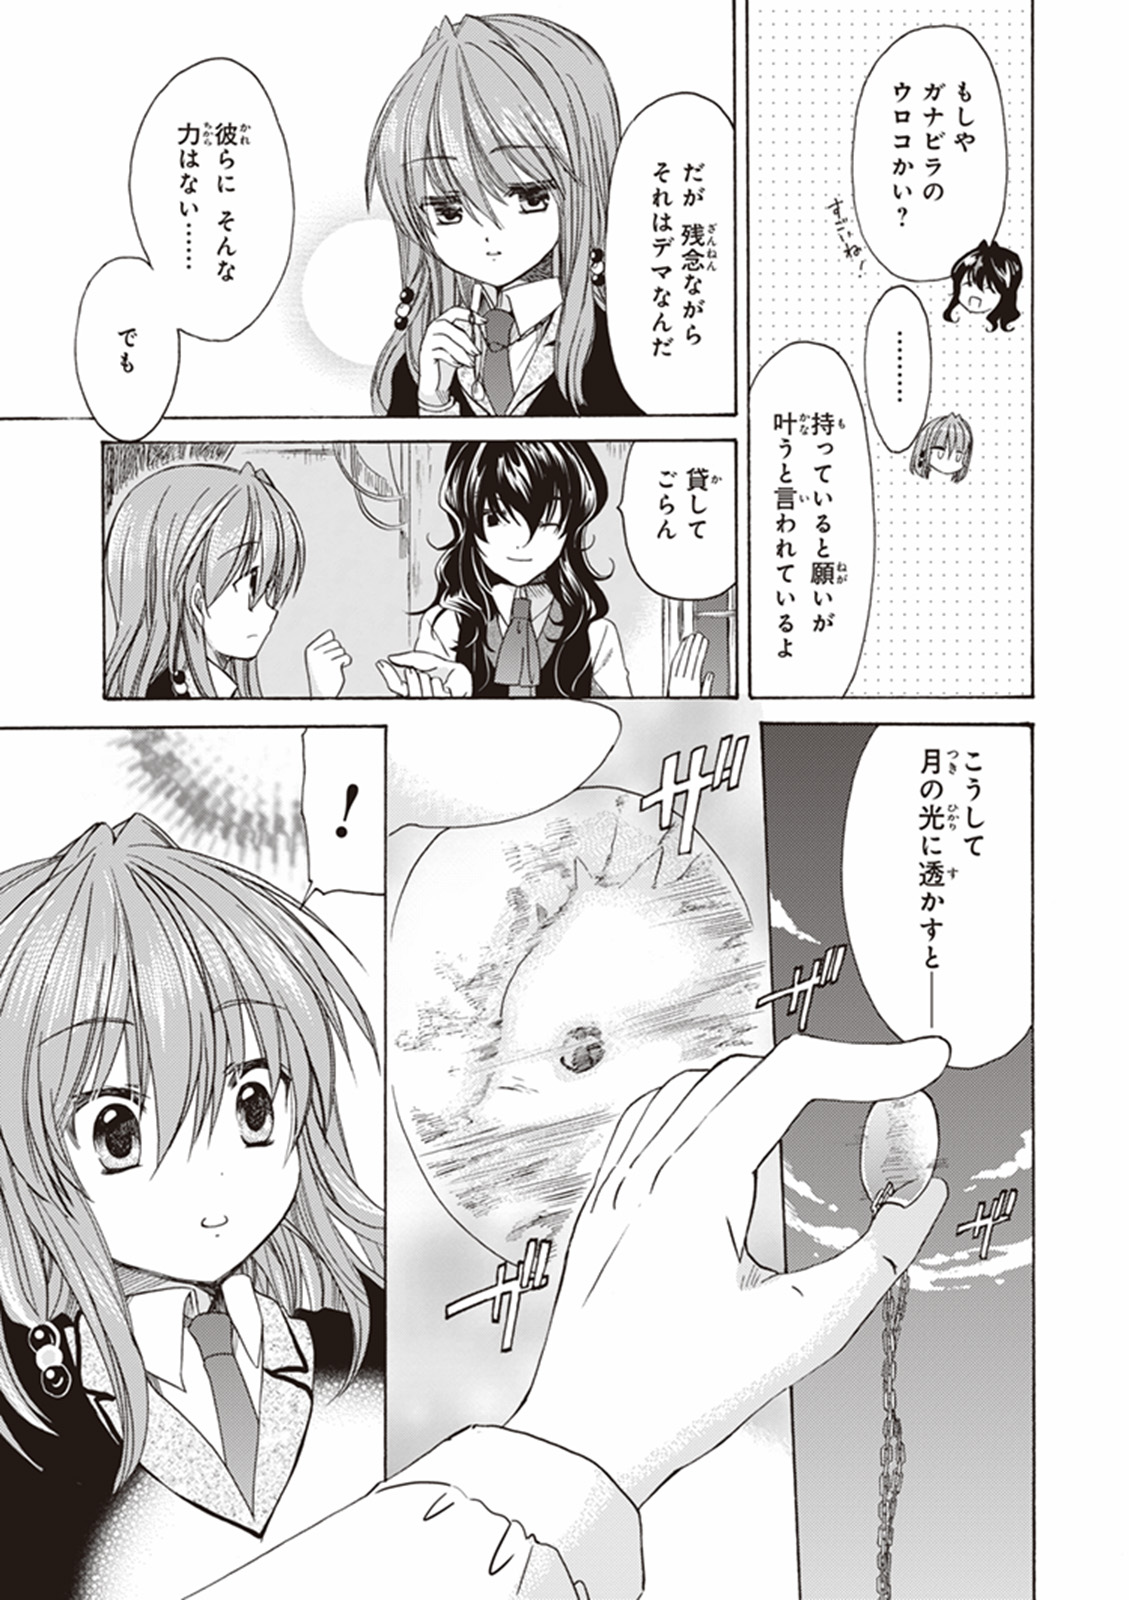 もしや
ガナビラの
ウロコかい？
すごいね！
………
持っていると願いが
叶うと言われているよ
だが 残念ながら
それはデマなんだ
彼らに そんな
力はない……
でも
貸して
ごらん
こうして
月の光に透かすと――
ザザ
ザザ
ザザ
ザザ
！